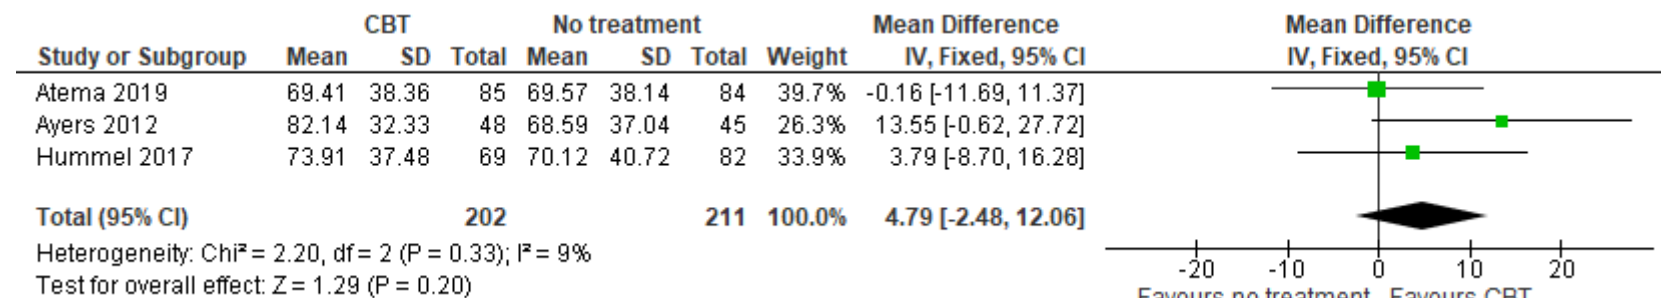 CBT No treatment Mean Difference Mean Difference
Study or Subgroup Mean SD Total Mean SD Total Weight IV, Fixed, 95% CI IV, Fixed, 95% CI
Atema 2019 69.41 38.36 85 69.57 38.14 84 39.7% -0.16 [-11.69, 11.37]
Ayers 2012 82.14 32.33 48 68.59 37.04 45 26.3% 13.55 [-0.62, 27.72]
Hummel 2017 73.91 37.48 69 70.12 40.72 82 33.9% 3.79 [-8.70, 16.28]
Total (95% CI) 202 211 100.0% 4.79 [-2.48, 12.06]
Heterogeneity: Chi² = 2.20, df = 2 (P = 0.33); I² = 9%
Test for overall effect: Z = 1.29 (P = 0.20)
-20 -10 0 10 20
Favours no treatment Favours CBT